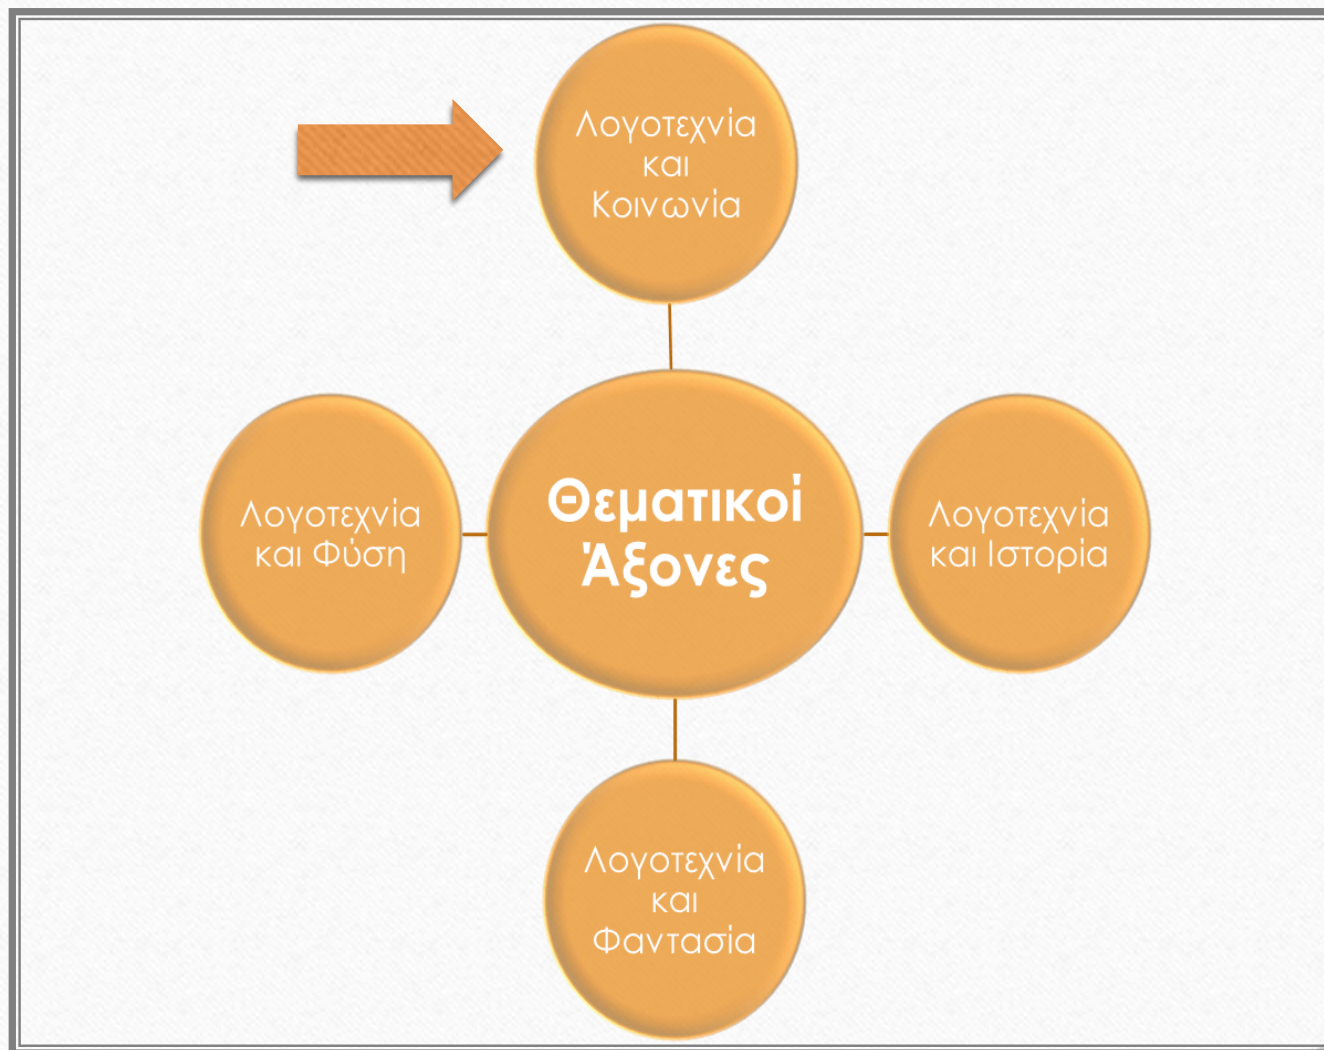 Λογοτεχνία
και
Κοινωνία
Λογοτεχνία
και Φύση
Θεματικοί
Άξονες
Λογοτεχνία
και Ιστορία
Λογοτεχνία
και
Φαντασία